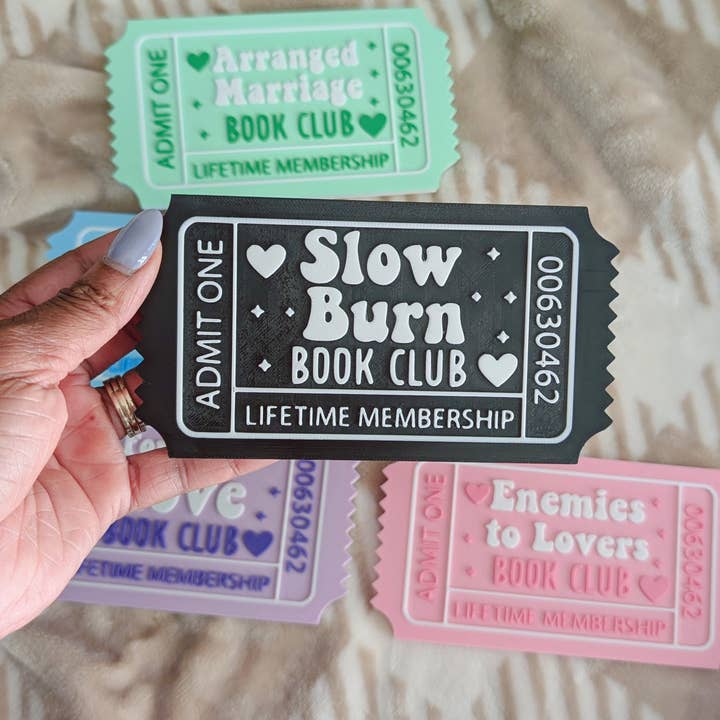 ADMIT ONE
Arranged
Marriage
BOOK CLUB
LIFETIME MEMBERSHIP
00630462
ADMIT ONE
Slow
Burn
BOOK CLUB
LIFETIME MEMBERSHIP
00630462
BOOK CLUB
LIFETIME MEMBERSHIP
00630462
ADMIT ONE
Enemies
to Lovers
BOOK CLUB
LIFETIME MEMBERSHIP
00630462